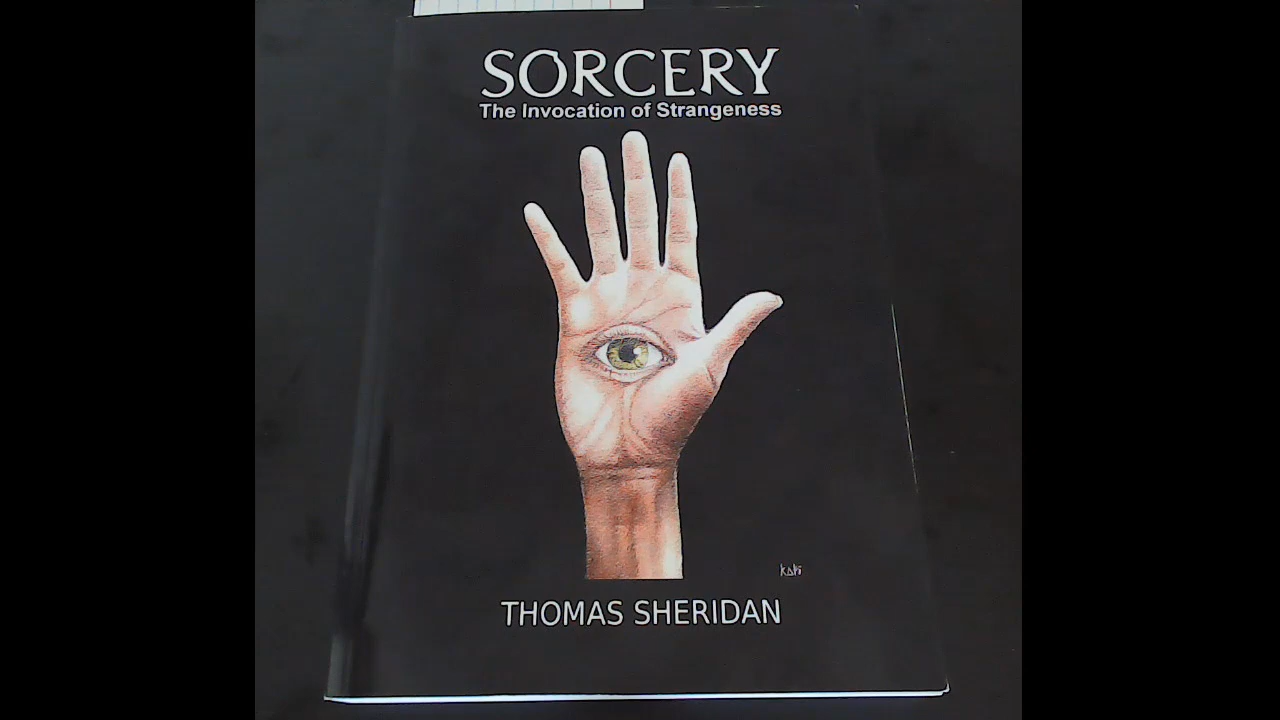 SORCERY
The Invocation of Strangeness
THOMAS SHERIDAN